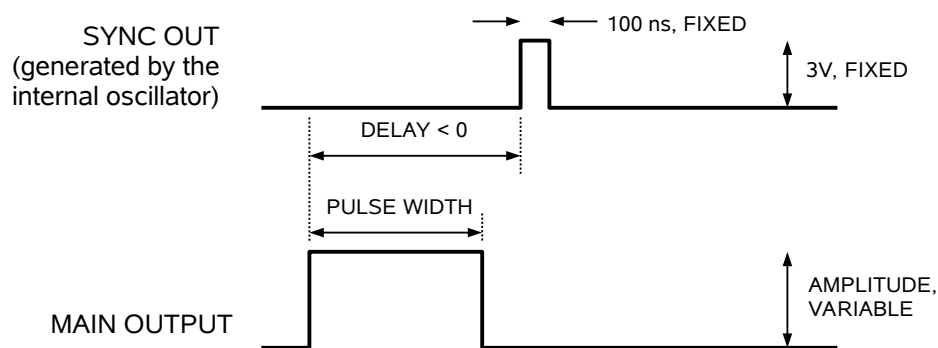 100 ns, FIXED
SYNC OUT
(generated by the
internal oscillator)
3V, FIXED
DELAY < 0
PULSE WIDTH
AMPLITUDE,
VARIABLE
MAIN OUTPUT